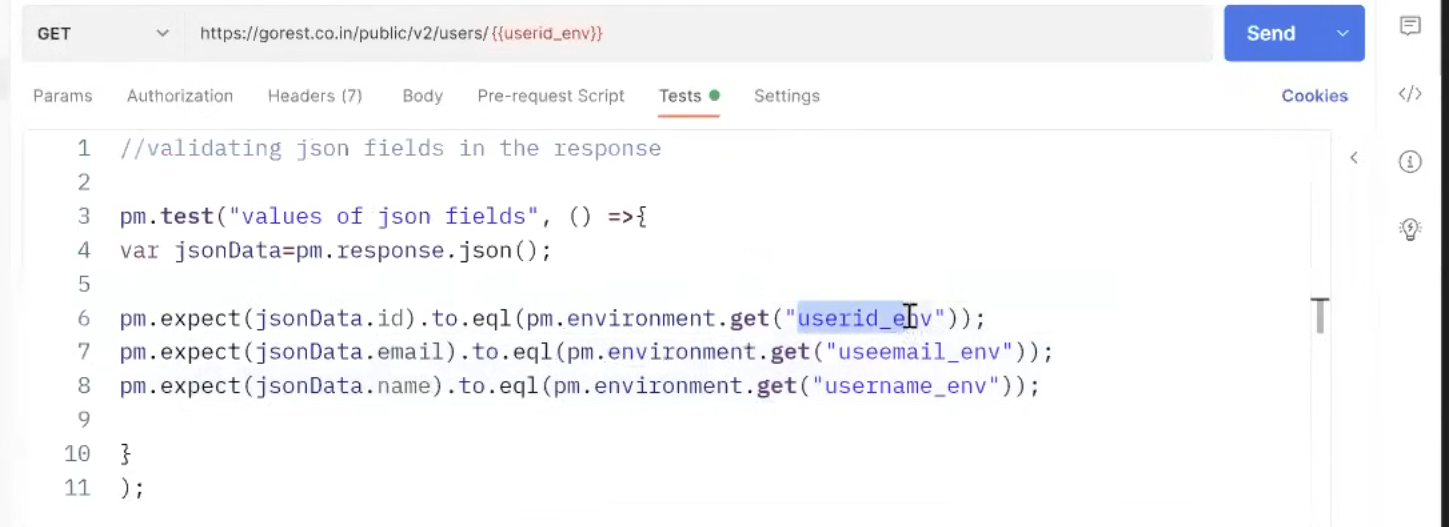 GET https://gorest.co.in/public/v2/users/{{userid_env}} Send
Params Authorization Headers (7) Body Pre-request Script Tests Settings Cookies
1 //validating json fields in the response
2
3 pm.test("values of json fields", () =>{
4 var jsonData=pm.response.json();
5
6 pm.expect(jsonData.id).to.eql(pm.environment.get("userid_env"));
7 pm.expect(jsonData.email).to.eql(pm.environment.get("useemail_env"));
8 pm.expect(jsonData.name).to.eql(pm.environment.get("username_env"));
9
10 }
11 );